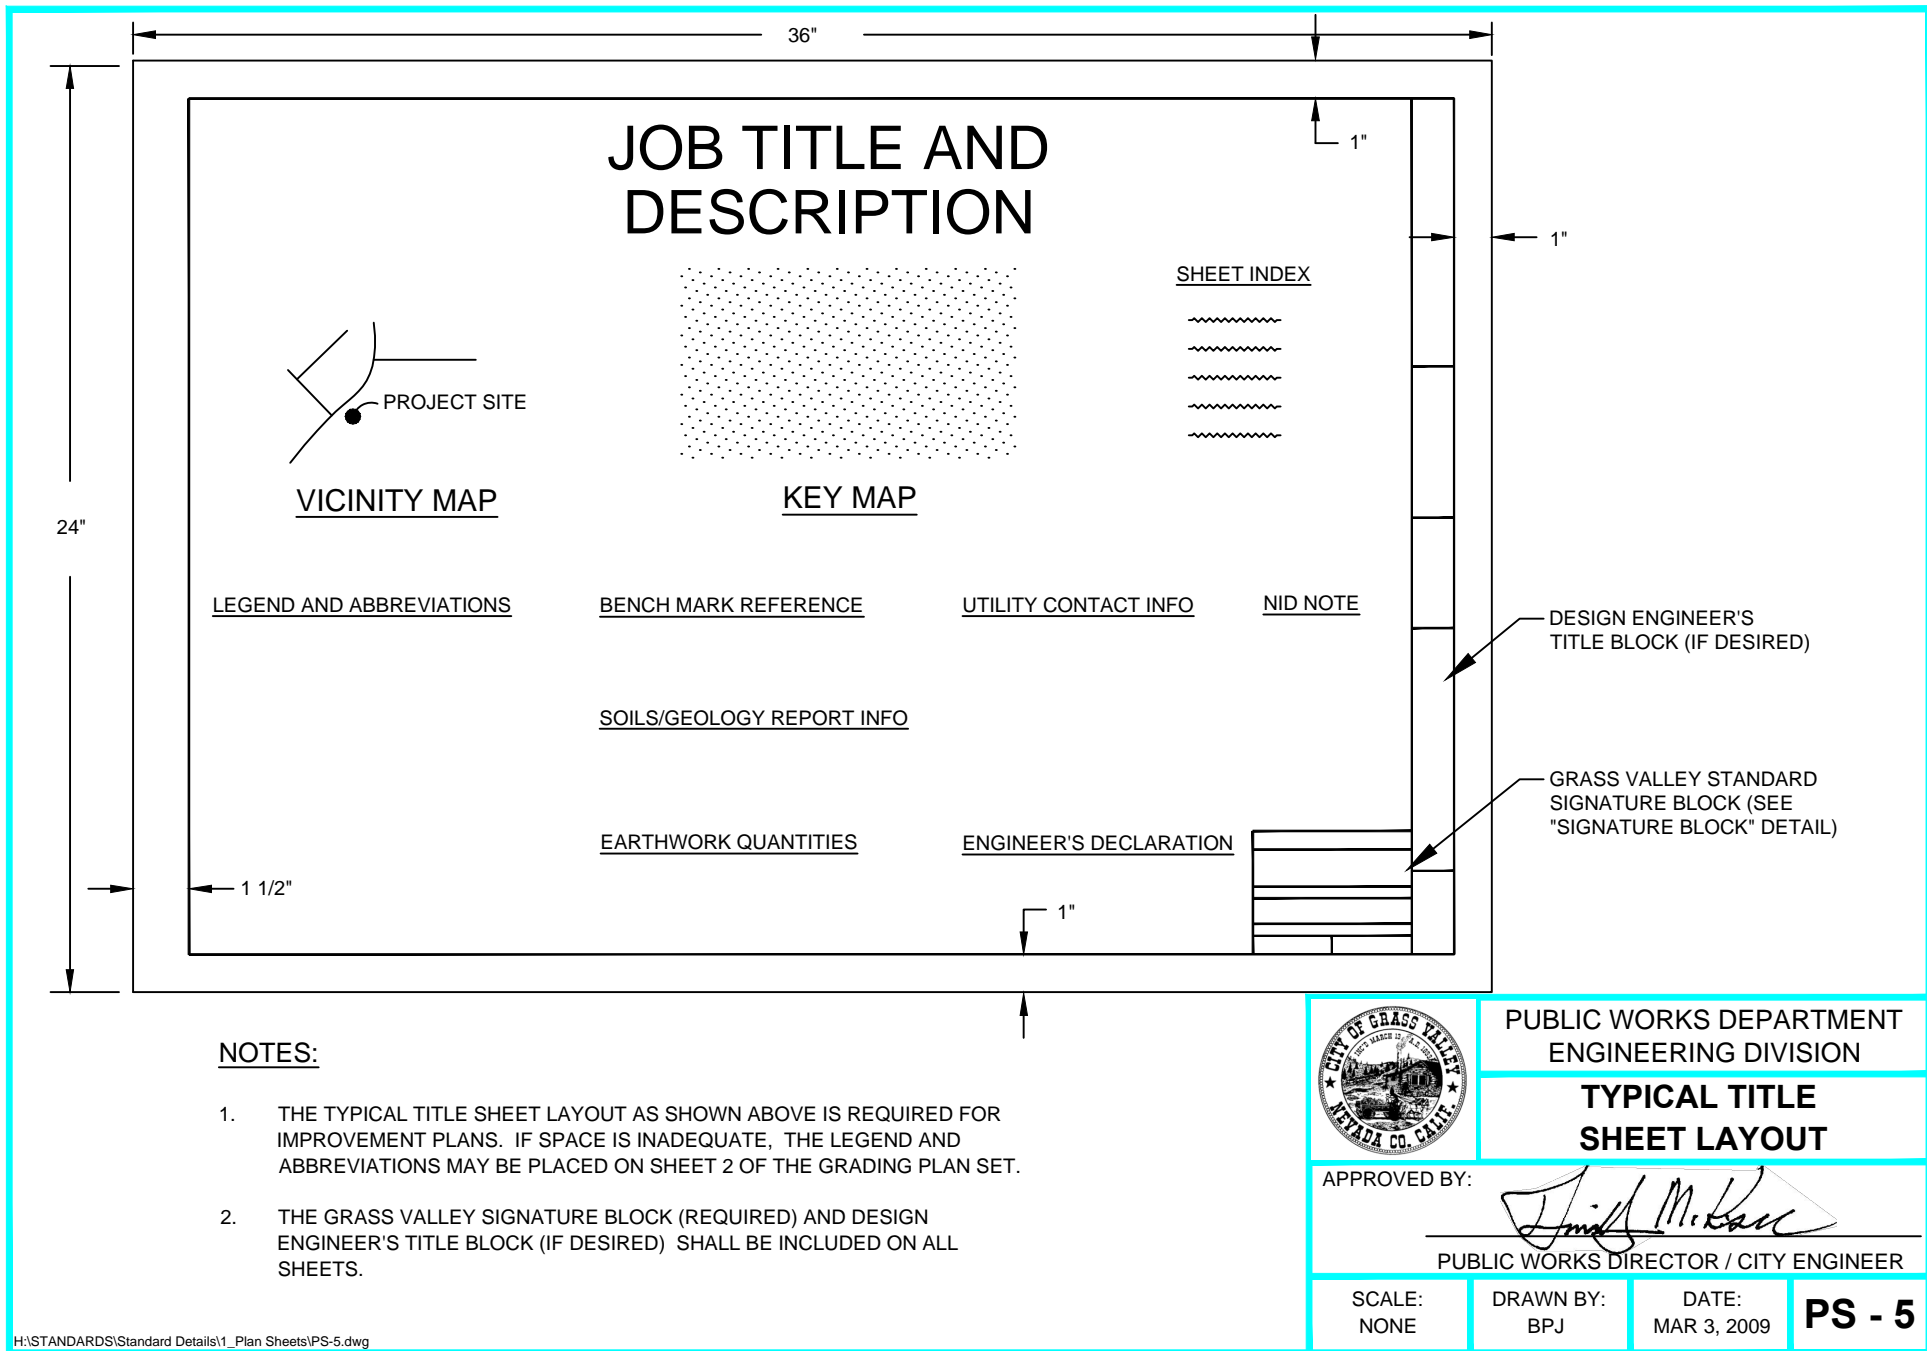 36"
1"
JOB TITLE AND
DESCRIPTION
1"
SHEET INDEX
PROJECT SITE
VICINITY MAP
KEY MAP
24"
LEGEND AND ABBREVIATIONS
BENCH MARK REFERENCE
UTILITY CONTACT INFO
NID NOTE
DESIGN ENGINEER'S
TITLE BLOCK (IF DESIRED)
SOILS/GEOLOGY REPORT INFO
GRASS VALLEY STANDARD
SIGNATURE BLOCK (SEE
"SIGNATURE BLOCK" DETAIL)
EARTHWORK QUANTITIES
ENGINEER'S DECLARATION
1 1/2"
1"
NOTES:
1. THE TYPICAL TITLE SHEET LAYOUT AS SHOWN ABOVE IS REQUIRED FOR
IMPROVEMENT PLANS. IF SPACE IS INADEQUATE, THE LEGEND AND
ABBREVIATIONS MAY BE PLACED ON SHEET 2 OF THE GRADING PLAN SET.
2. THE GRASS VALLEY SIGNATURE BLOCK (REQUIRED) AND DESIGN
ENGINEER'S TITLE BLOCK (IF DESIRED) SHALL BE INCLUDED ON ALL
SHEETS.
CITY OF GRASS VALLEY
INC'D MARCH 13 A.D.
NEVADA CO. CALIF.
PUBLIC WORKS DEPARTMENT
ENGINEERING DIVISION
TYPICAL TITLE
SHEET LAYOUT
APPROVED BY:
PUBLIC WORKS DIRECTOR / CITY ENGINEER
SCALE:
NONE
DRAWN BY:
BPJ
DATE:
MAR 3, 2009
PS - 5
H:\STANDARDS\Standard Details\1_Plan Sheets\PS-5.dwg